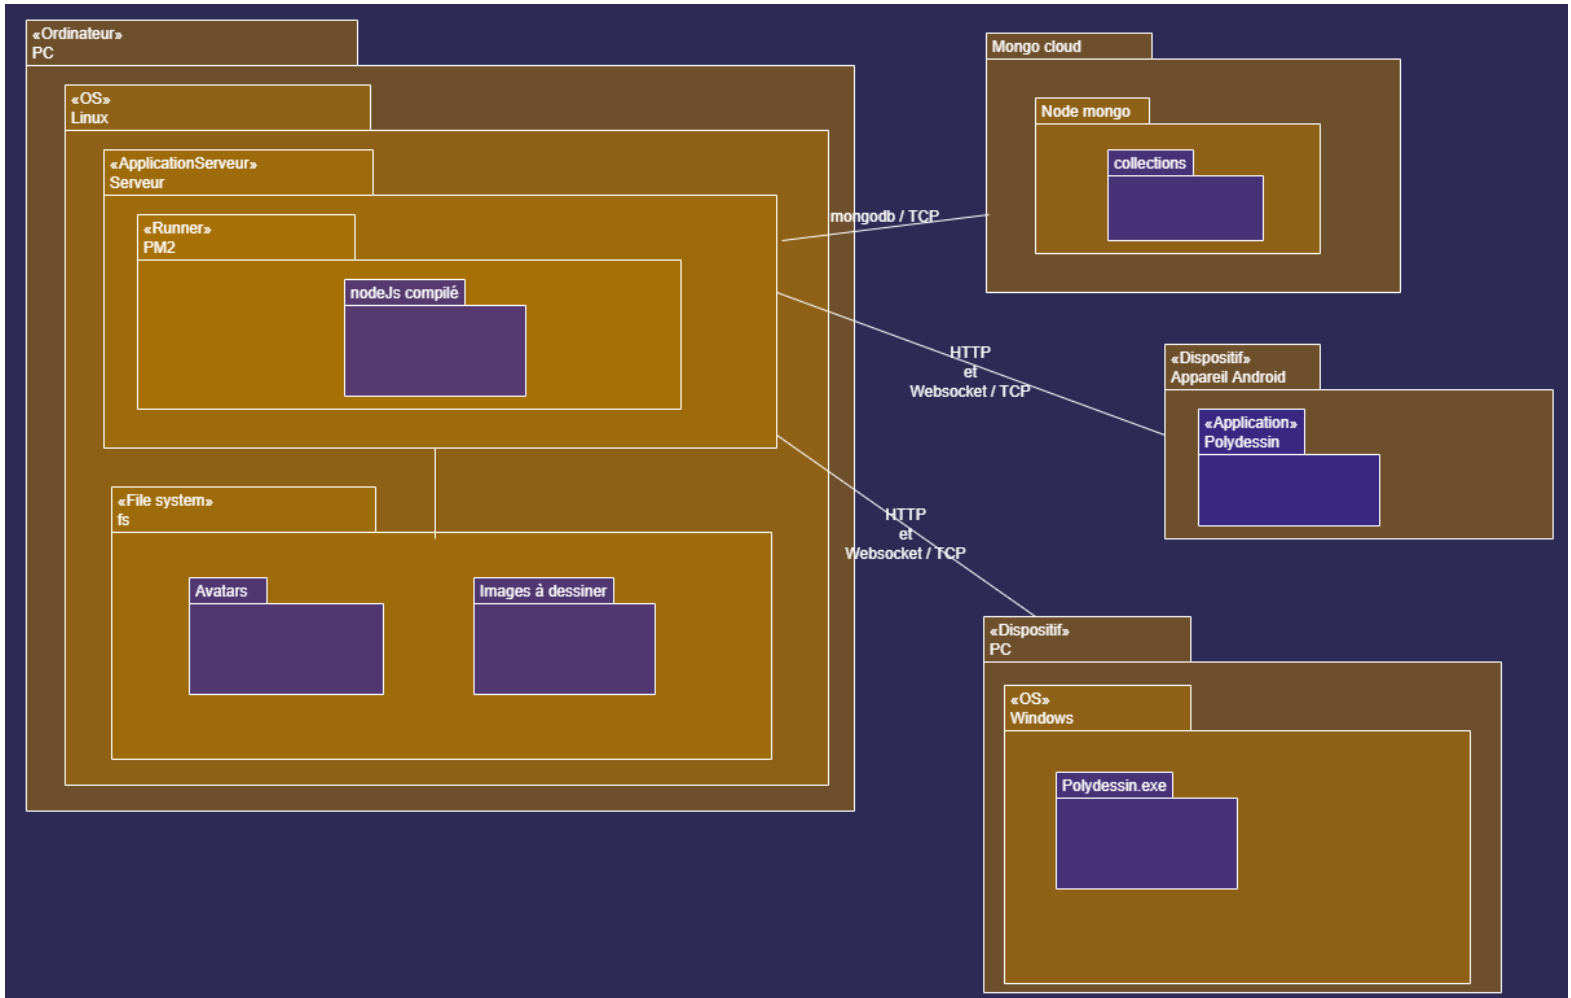 «Ordinateur»
PC
«OS»
Linux
«ApplicationServeur»
Serveur
«Runner»
PM2
nodeJs compilé
«File system»
fs
Avatars
Images à dessiner
mongodb / TCP
HTTP
et
Websocket / TCP
HTTP
et
Websocket / TCP
Mongo cloud
Node mongo
collections
«Dispositif»
Appareil Android
«Application»
Polydessin
«Dispositif»
PC
«OS»
Windows
Polydessin.exe